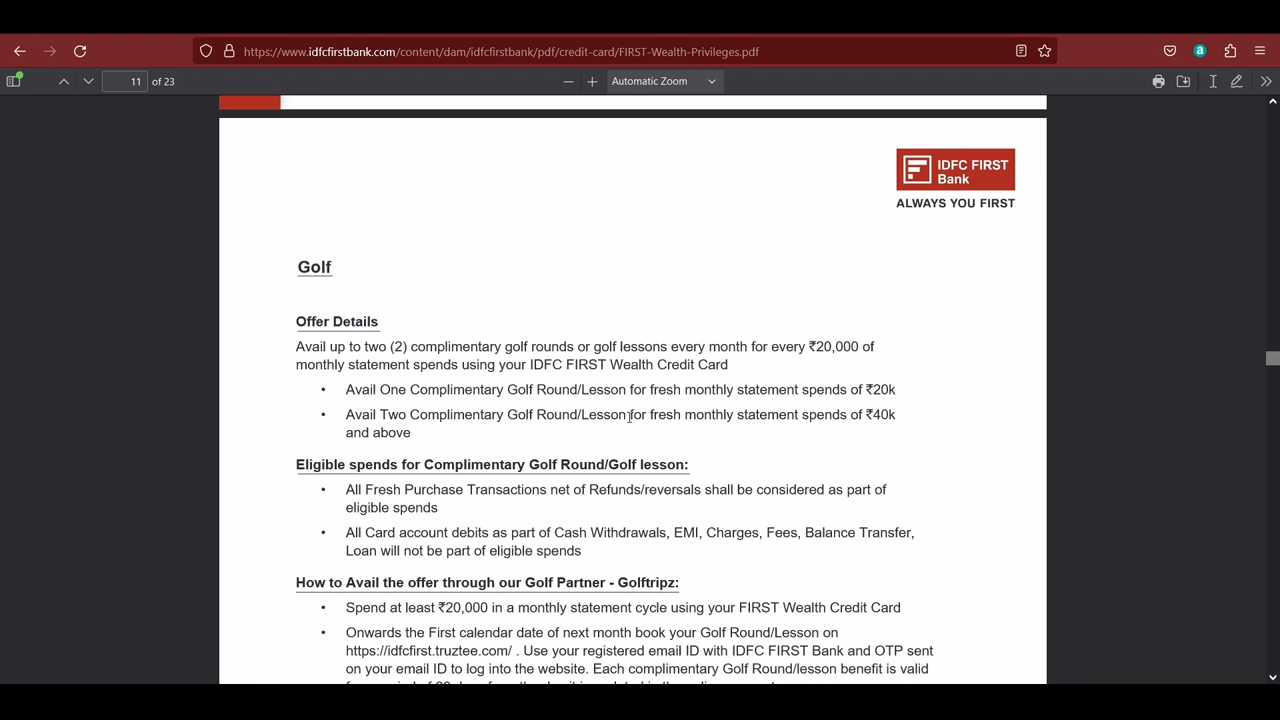 https://www.idfcfirstbank.com/content/dam/idfcfirstbank/pdf/credit-card/FIRST-Wealth-Privileges.pdf
11 of 23
Automatic Zoom
IDFC FIRST
Bank
ALWAYS YOU FIRST
Golf
Offer Details
Avail up to two (2) complimentary golf rounds or golf lessons every month for every ₹20,000 of
monthly statement spends using your IDFC FIRST Wealth Credit Card
• Avail One Complimentary Golf Round/Lesson for fresh monthly statement spends of ₹20k
• Avail Two Complimentary Golf Round/Lesson for fresh monthly statement spends of ₹40k
and above
Eligible spends for Complimentary Golf Round/Golf lesson:
• All Fresh Purchase Transactions net of Refunds/reversals shall be considered as part of
eligible spends
• All Card account debits as part of Cash Withdrawals, EMI, Charges, Fees, Balance Transfer,
Loan will not be part of eligible spends
How to Avail the offer through our Golf Partner - Golftripz:
• Spend at least ₹20,000 in a monthly statement cycle using your FIRST Wealth Credit Card
• Onwards the First calendar date of next month book your Golf Round/Lesson on
https://idfcfirst.truztee.com/ . Use your registered email ID with IDFC FIRST Bank and OTP sent
on your email ID to log into the website. Each complimentary Golf Round/lesson benefit is valid